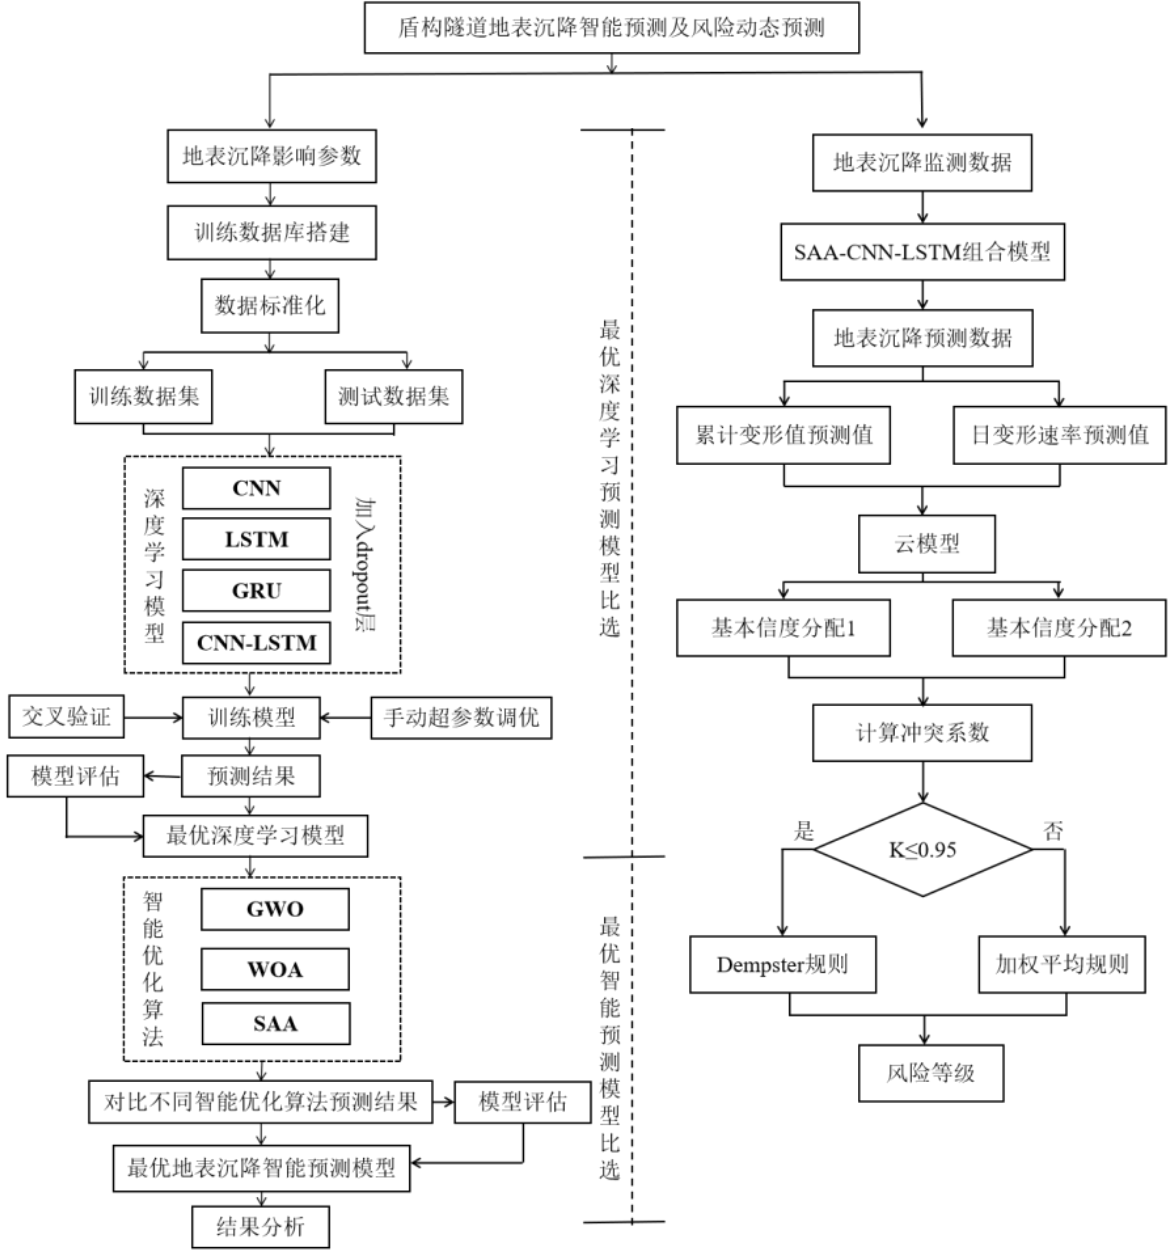 盾构隧道地表沉降智能预测及风险动态预测
地表沉降影响参数
训练数据库搭建
数据标准化
训练数据集
测试数据集
深度学习模型
CNN
LSTM
GRU
CNN-LSTM
加入dropout层
交叉验证
训练模型
手动超参数调优
模型评估
预测结果
最优深度学习模型
智能优化算法
GWO
WOA
SAA
对比不同智能优化算法预测结果
模型评估
最优地表沉降智能预测模型
结果分析
最优深度学习预测模型比选
最优智能预测模型比选
地表沉降监测数据
SAA-CNN-LSTM组合模型
地表沉降预测数据
累计变形值预测值
日变形速率预测值
云模型
基本信度分配1
基本信度分配2
计算冲突系数
是
K≤0.95
否
Dempster规则
加权平均规则
风险等级